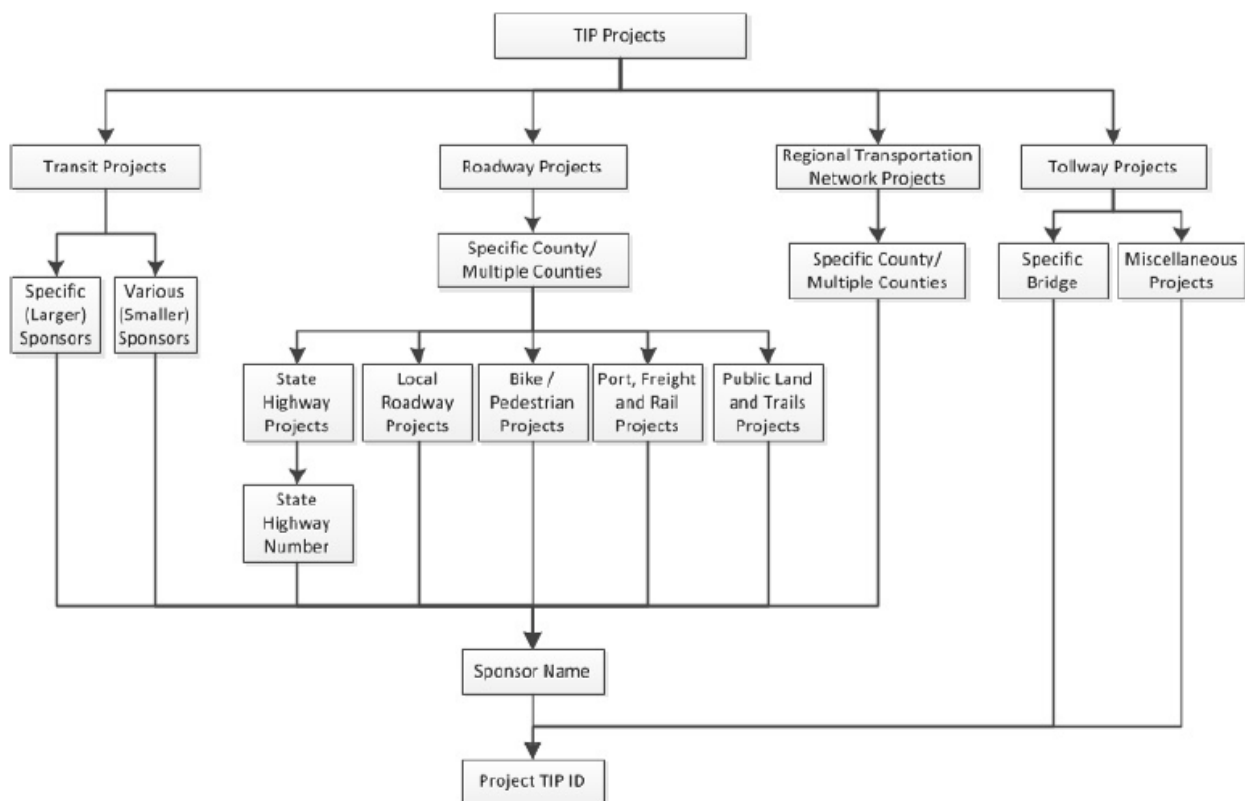 TIP Projects
Transit Projects
Roadway Projects
Regional Transportation
Network Projects
Tollway Projects
Specific
(Larger)
Sponsors
Various
(Smaller)
Sponsors
Specific County/
Multiple Counties
Specific County/
Multiple Counties
Specific
Bridge
Miscellaneous
Projects
State
Highway
Projects
Local
Roadway
Projects
Bike /
Pedestrian
Projects
Port, Freight
and Rail
Projects
Public Land
and Trails
Projects
State
Highway
Number
Sponsor Name
Project TIP ID